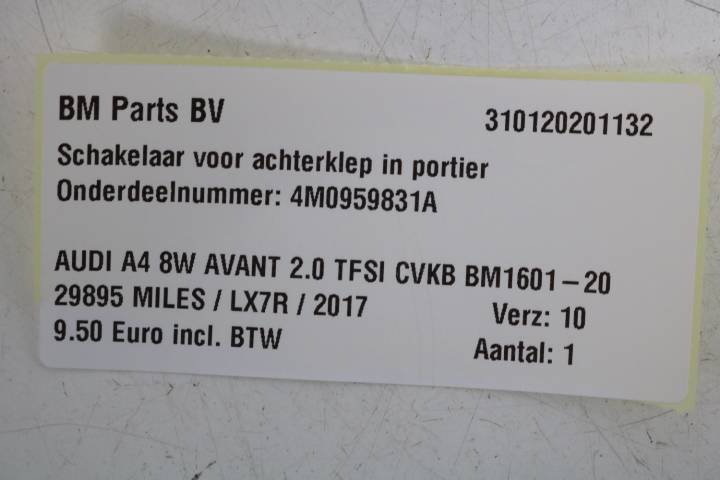 BM Parts BV 310120201132
Schakelaar voor achterklep in portier
Onderdeelnummer: 4M0959831A
AUDI A4 8W AVANT 2.0 TFSI CVKB BM1601-20
29895 MILES / LX7R / 2017 Verz: 10
9.50 Euro incl. BTW Aantal: 1